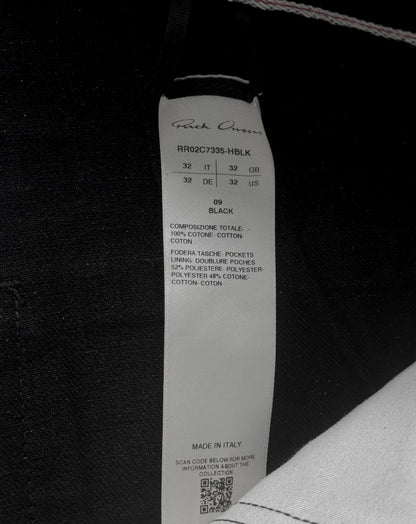 Rick Owens
RR02C7335-HBLK
32 IT 32 GB
32 DE 32 US
09
BLACK
COMPOSIZIONE TOTALE- -
100% COTONE- COTTON-
COTON
FODERA TASCHE- POCKETS
LINING- DOUBLURE POCHES
52% POLIESTERE- POLYESTER-
POLYESTER 48% COTONE-
COTTON- COTON
MADE IN ITALY
SCAN CODE BELOW FOR MORE
INFORMATION ABOUT THE
COLLECTION